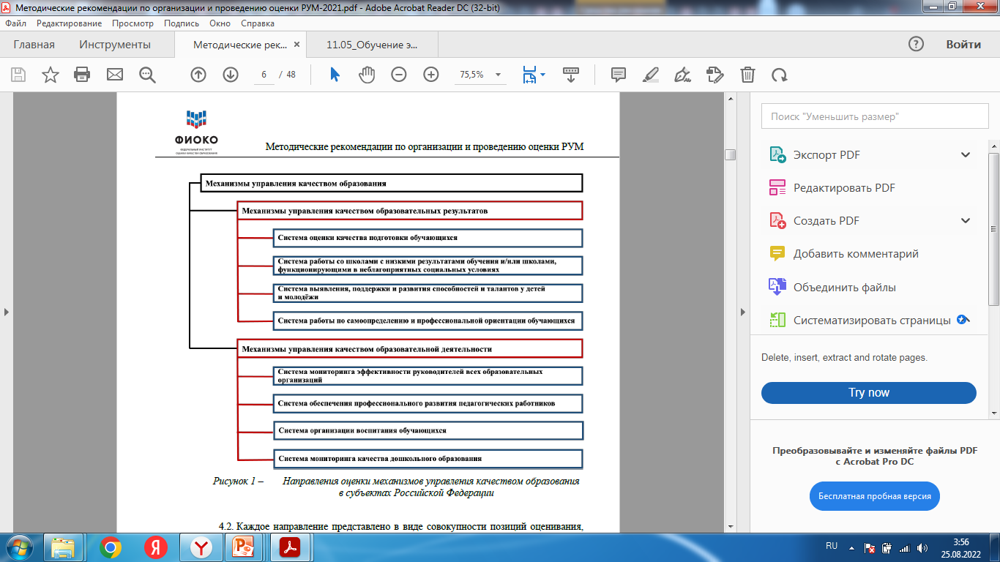 Методические рекомендации по организации и проведению оценки РУМ-2021.pdf - Adobe Acrobat Reader DC (32-bit)
Файл Редактирование Просмотр Подпись Окно Справка
Главная Инструменты Методические рек... × 11.05_Обучение э... Войти
6 / 48 75,5%
ФИОКО
ФЕДЕРАЛЬНЫЙ ИНСТИТУТ
ОЦЕНКИ КАЧЕСТВА ОБРАЗОВАНИЯ
Методические рекомендации по организации и проведению оценки РУМ
Механизмы управления качеством образования
Механизмы управления качеством образовательных результатов
Система оценки качества подготовки обучающихся
Система работы со школами с низкими результатами обучения и/или школами,
функционирующими в неблагоприятных социальных условиях
Система выявления, поддержки и развития способностей и талантов у детей
и молодёжи
Система работы по самоопределению и профессиональной ориентации обучающихся
Механизмы управления качеством образовательной деятельности
Система мониторинга эффективности руководителей всех образовательных
организаций
Система обеспечения профессионального развития педагогических работников
Система организации воспитания обучающихся
Система мониторинга качества дошкольного образования
Рисунок 1 – Направления оценки механизмов управления качеством образования
в субъектах Российской Федерации
4.2. Каждое направление представлено в виде совокупности позиций оценивания,
Поиск "Уменьшить размер"
Экспорт PDF
Редактировать PDF
Создать PDF
Добавить комментарий
Объединить файлы
Систематизировать страницы
Delete, insert, extract and rotate pages.
Try now
Преобразовывайте и изменяйте файлы PDF
с Acrobat Pro DC
Бесплатная пробная версия
RU
3:56
25.08.2022